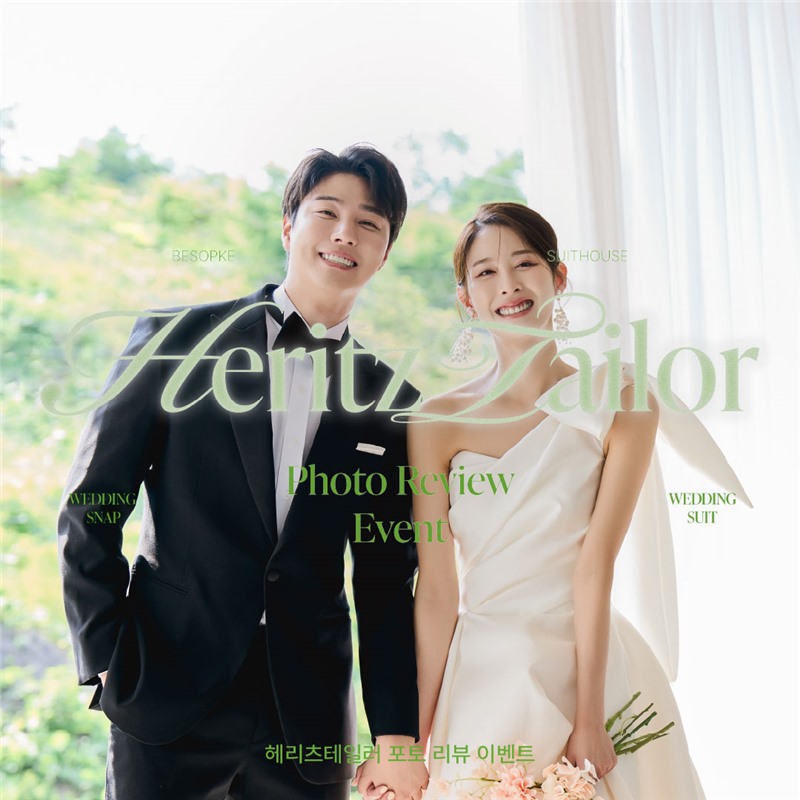 BESOPKE
SUITHOUSE
Heritz Tailor
Photo Review
Event
WEDDING
SNAP
WEDDING
SUIT
헤리츠테일러 포토 리뷰 이벤트